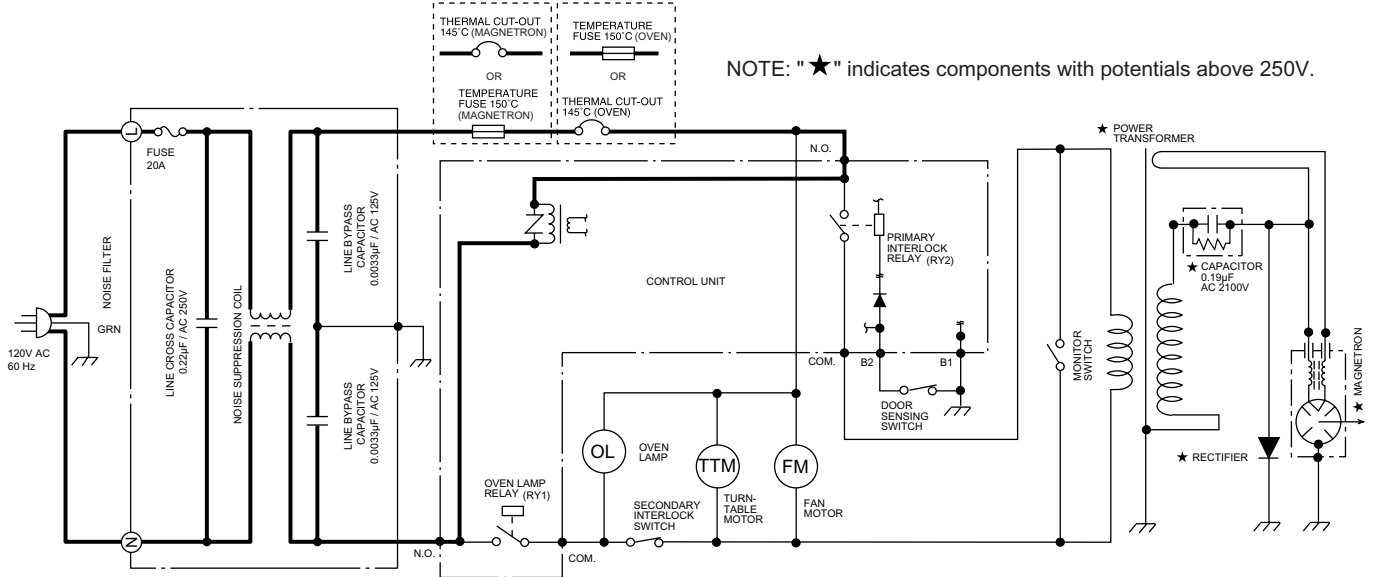 THERMAL CUT-OUT
145°C (MAGNETRON)
OR
TEMPERATURE
FUSE 150°C
(MAGNETRON)
TEMPERATURE
FUSE 150°C (OVEN)
OR
THERMAL CUT-OUT
145°C (OVEN)
NOTE: "★" indicates components with potentials above 250V.
L
FUSE
20A
NOISE FILTER
GRN
120V AC
60 Hz
LINE CROSS CAPACITOR
0.22µF / AC 250V
NOISE SUPPRESSION COIL
LINE BYPASS
CAPACITOR
0.0033µF / AC 125V
LINE BYPASS
CAPACITOR
0.0033µF / AC 125V
N
N.O.
PRIMARY
INTERLOCK
RELAY (RY2)
CONTROL UNIT
COM.
B2
B1
DOOR
SENSING
SWITCH
OL
OVEN
LAMP
TTM
TURN-
TABLE
MOTOR
FM
FAN
MOTOR
OVEN LAMP
RELAY (RY1)
SECONDARY
INTERLOCK
SWITCH
N.O.
COM.
MONITOR
SWITCH
★ POWER
TRANSFORMER
★ CAPACITOR
0.19µF
AC 2100V
★ RECTIFIER
★ MAGNETRON